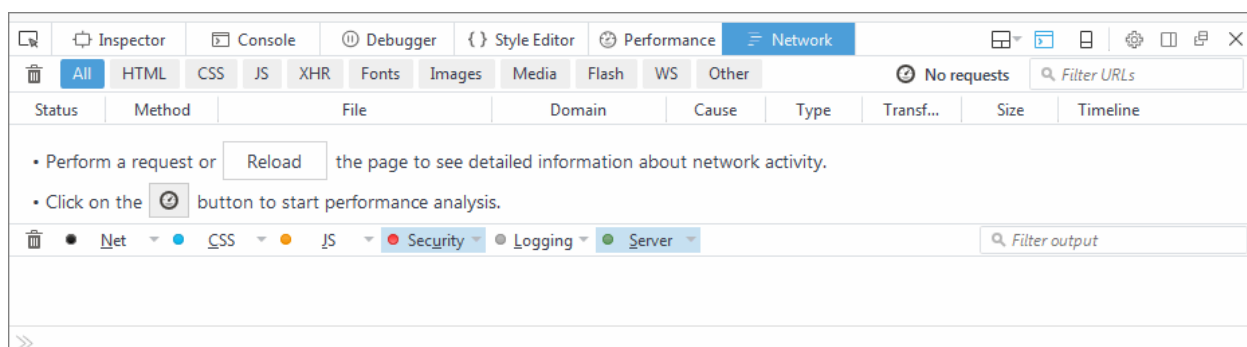 Inspector Console Debugger { } Style Editor Performance Network
All HTML CSS JS XHR Fonts Images Media Flash WS Other No requests Filter URLs
Status Method File Domain Cause Type Transf... Size Timeline
• Perform a request or Reload the page to see detailed information about network activity.
• Click on the button to start performance analysis.
Net CSS JS Security Logging Server Filter output